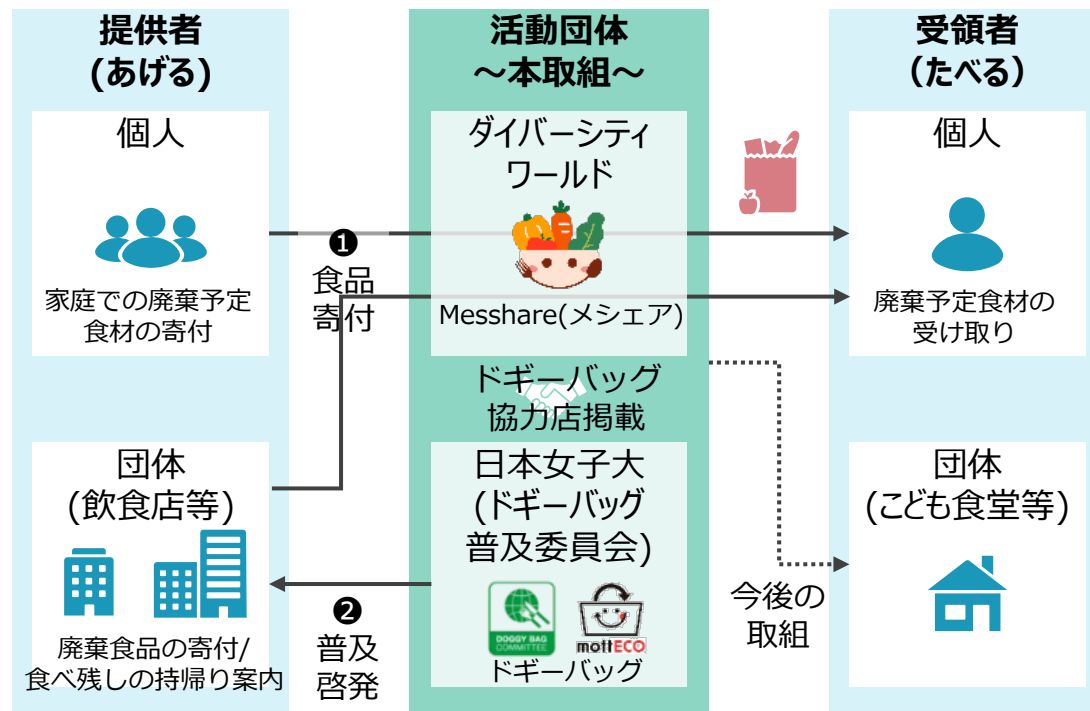 提供者
(あげる)
個人
家庭での廃棄予定
食材の寄付
団体
(飲食店等)
廃棄食品の寄付/
食べ残しの持帰り案内
❶
食品
寄付
❷
普及
啓発
活動団体
～本取組～
ダイバーシティ
ワールド
Messhare(メシェア)
ドギーバッグ
協力店掲載
日本女子大
(ドギーバッグ
普及委員会)
DOGGY BAG
COMMITTEE
mottECO
ドギーバッグ
今後の
取組
受領者
（たべる）
個人
廃棄予定食材の
受け取り
団体
(こども食堂等)